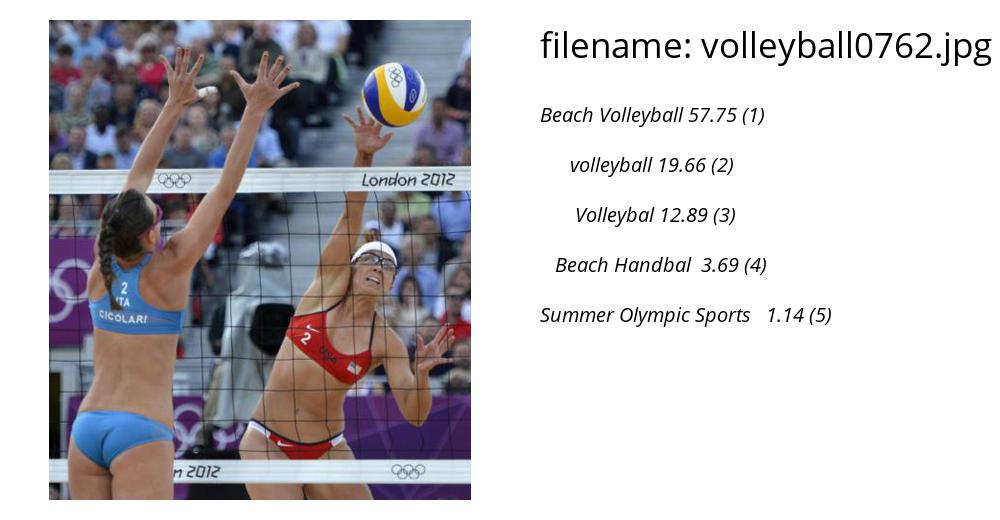 filename: volleyball0762.jpg
Beach Volleyball 57.75 (1)
volleyball 19.66 (2)
Volleybal 12.89 (3)
Beach Handbal 3.69 (4)
Summer Olympic Sports 1.14 (5)
London 2012
2
ITA
CICOLARI
2
USA
n 2012